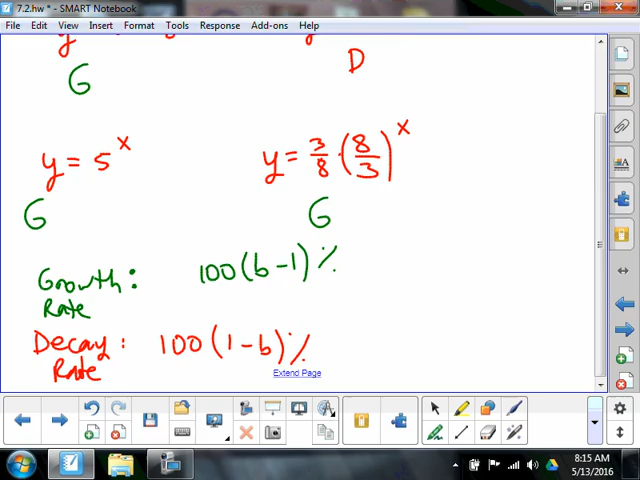 7.2.hw * - SMART Notebook
File Edit View Insert Format Tools Response Add-ons Help
D
G
y = 5^x
y = 3/8 · (8/3)^x
G
G
Growth: 100(b-1)%
Rate
Decay: 100(1-b)%
Rate
Extend Page
8:15 AM
5/13/2016